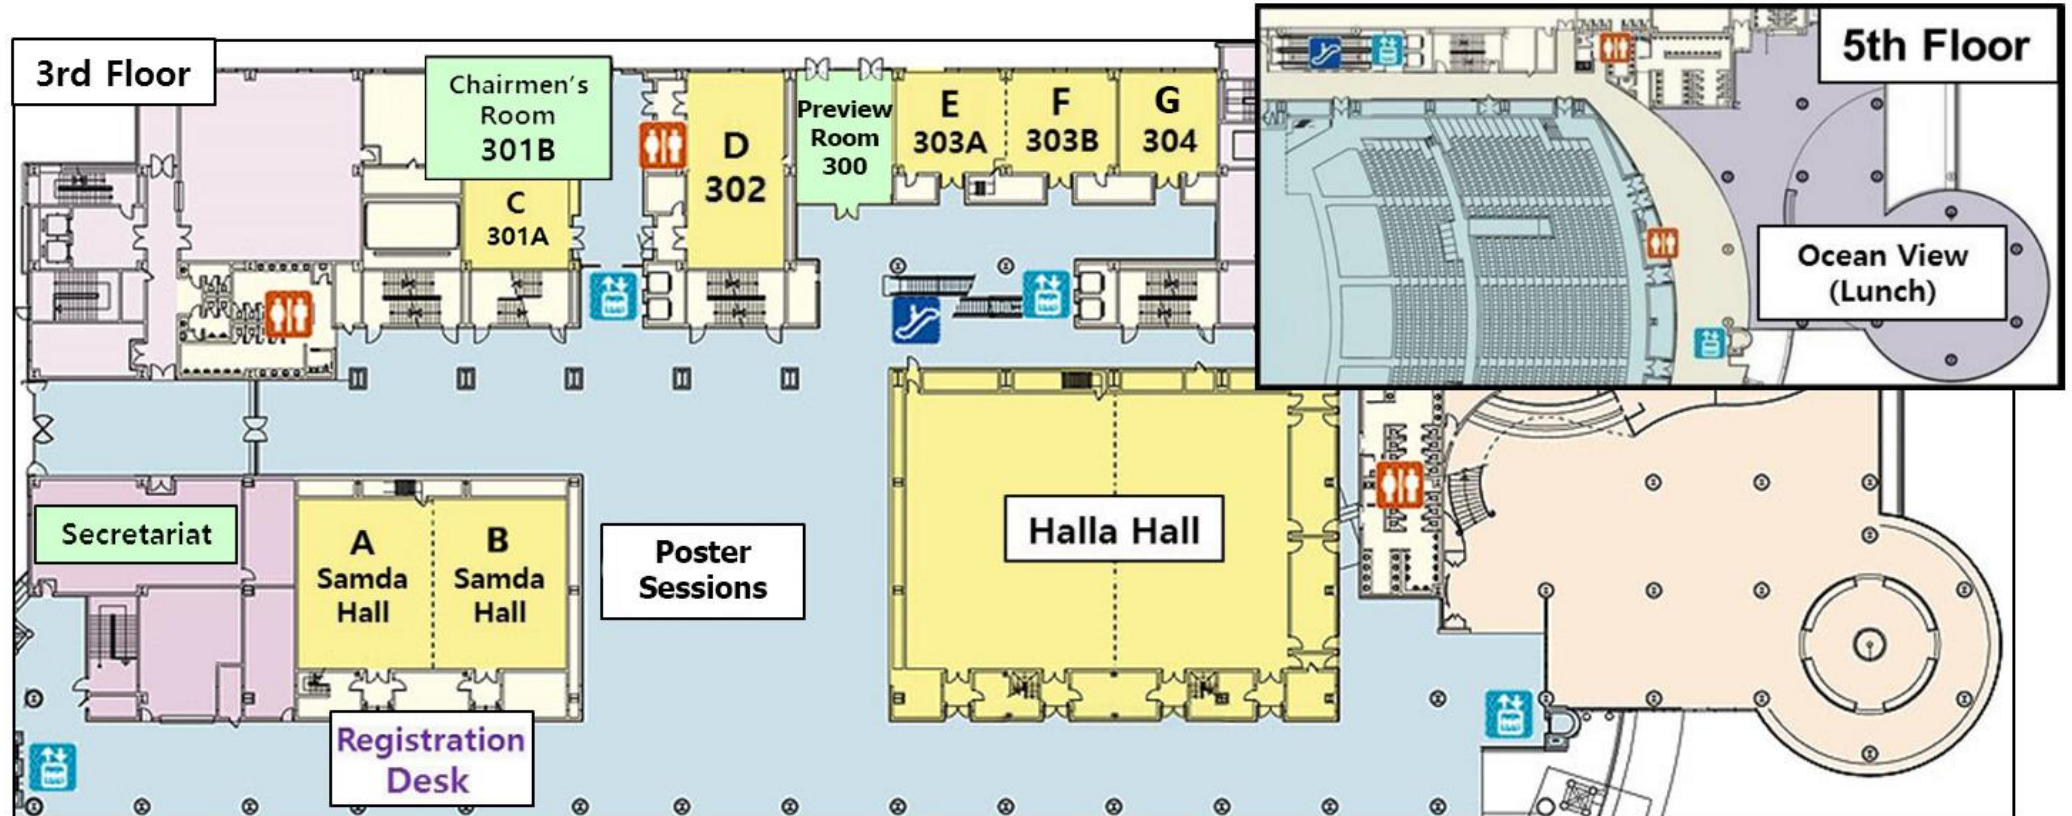 3rd Floor
Chairmen's
Room
301B
C
301A
D
302
Preview
Room
300
E
303A
F
303B
G
304
5th Floor
Ocean View
(Lunch)
Secretariat
A
Samda
Hall
B
Samda
Hall
Poster
Sessions
Halla Hall
Registration
Desk